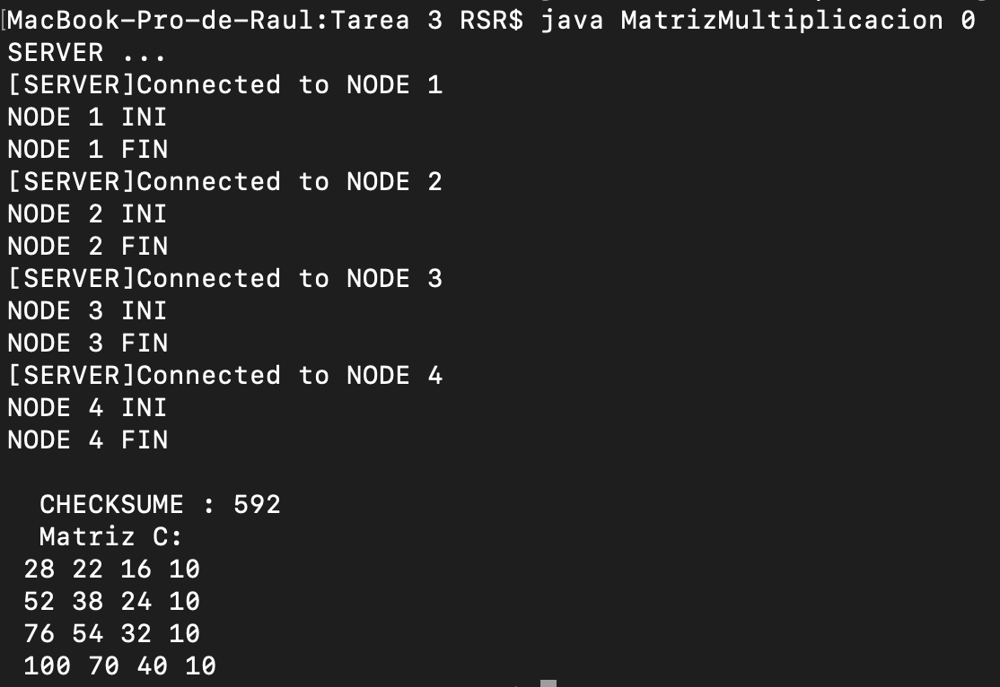 [MacBook-Pro-de-Raul:Tarea 3 RSR$ java MatrizMultiplicacion 0
SERVER ...
[SERVER]Connected to NODE 1
NODE 1 INI
NODE 1 FIN
[SERVER]Connected to NODE 2
NODE 2 INI
NODE 2 FIN
[SERVER]Connected to NODE 3
NODE 3 INI
NODE 3 FIN
[SERVER]Connected to NODE 4
NODE 4 INI
NODE 4 FIN
CHECKSUME : 592
Matriz C:
28 22 16 10
52 38 24 10
76 54 32 10
100 70 40 10